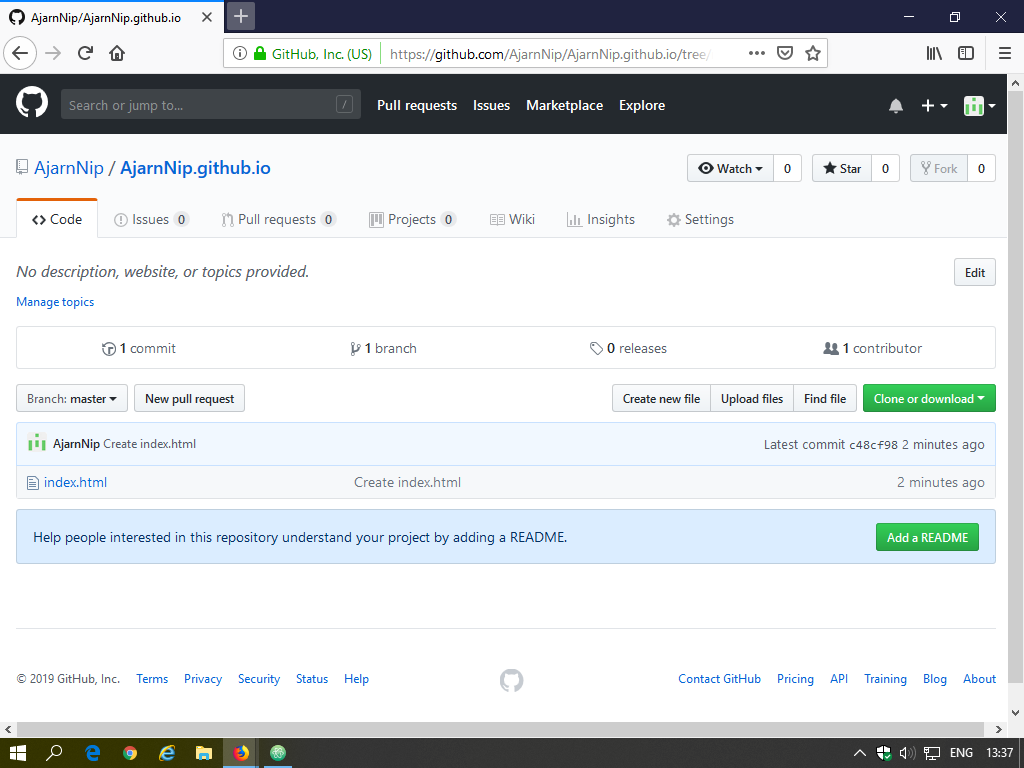 AjarnNip/AjarnNip.github.io
GitHub, Inc. (US) https://github.com/AjarnNip/AjarnNip.github.io/tree/
Search or jump to... / Pull requests Issues Marketplace Explore
AjarnNip / AjarnNip.github.io Watch 0 Star 0 Fork 0
Code Issues 0 Pull requests 0 Projects 0 Wiki Insights Settings
No description, website, or topics provided. Edit
Manage topics
1 commit 1 branch 0 releases 1 contributor
Branch: master New pull request Create new file Upload files Find file Clone or download
AjarnNip Create index.html Latest commit c48cf98 2 minutes ago
index.html Create index.html 2 minutes ago
Help people interested in this repository understand your project by adding a README. Add a README
© 2019 GitHub, Inc. Terms Privacy Security Status Help Contact GitHub Pricing API Training Blog About
ENG 13:37